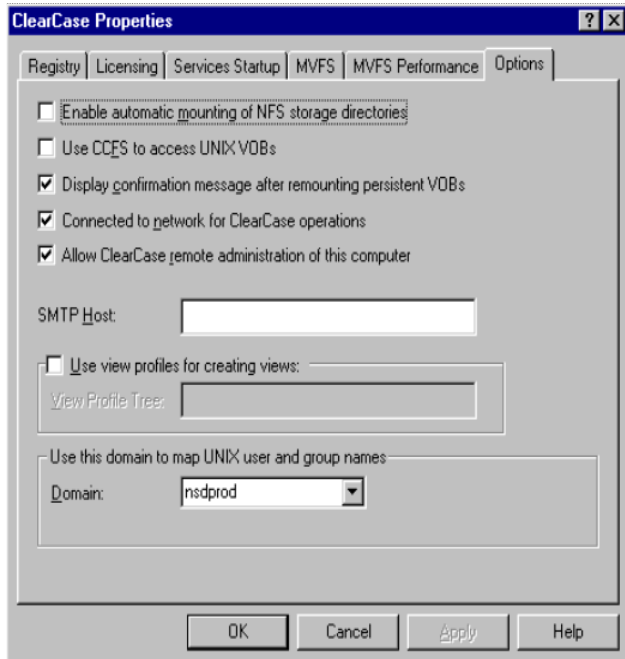 ClearCase Properties
Registry Licensing Services Startup MVFS MVFS Performance Options
Enable automatic mounting of NFS storage directories
Use CCFS to access UNIX VOBs
Display confirmation message after remounting persistent VOBs
Connected to network for ClearCase operations
Allow ClearCase remote administration of this computer
SMTP Host:
Use view profiles for creating views:
View Profile Tree:
Use this domain to map UNIX user and group names
Domain: nsdprod
OK Cancel Apply Help